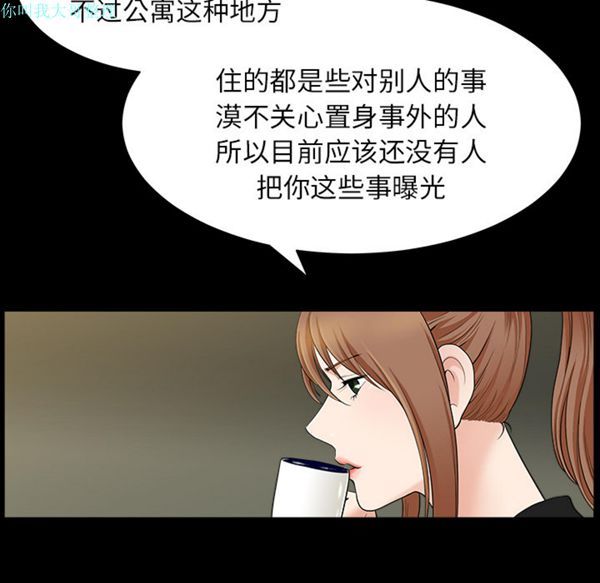 不过公寓这种地方
住的都是些对别人的事
漠不关心置身事外的人
所以目前应该还没有人
把你这些事曝光